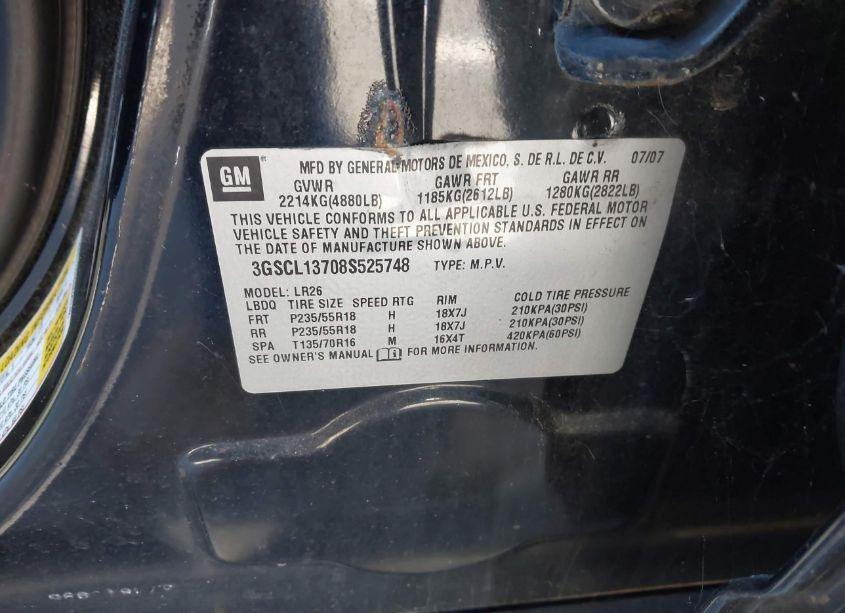 GM
MFD BY GENERAL MOTORS DE MEXICO, S. DE R.L. DE C.V. 07/07
GVWR GAWR FRT GAWR RR
2214KG(4880LB) 1185KG(2612LB) 1280KG(2822LB)
THIS VEHICLE CONFORMS TO ALL APPLICABLE U.S. FEDERAL MOTOR
VEHICLE SAFETY AND THEFT PREVENTION STANDARDS IN EFFECT ON
THE DATE OF MANUFACTURE SHOWN ABOVE.
3GSCL13708S525748 TYPE: M.P.V.
MODEL: LR26
LBDQ TIRE SIZE SPEED RTG RIM COLD TIRE PRESSURE
FRT P235/55R18 H 18X7J 210KPA(30PSI)
RR P235/55R18 H 18X7J 210KPA(30PSI)
SPA T135/70R16 M 16X4T 420KPA(60PSI)
SEE OWNER'S MANUAL FOR MORE INFORMATION.